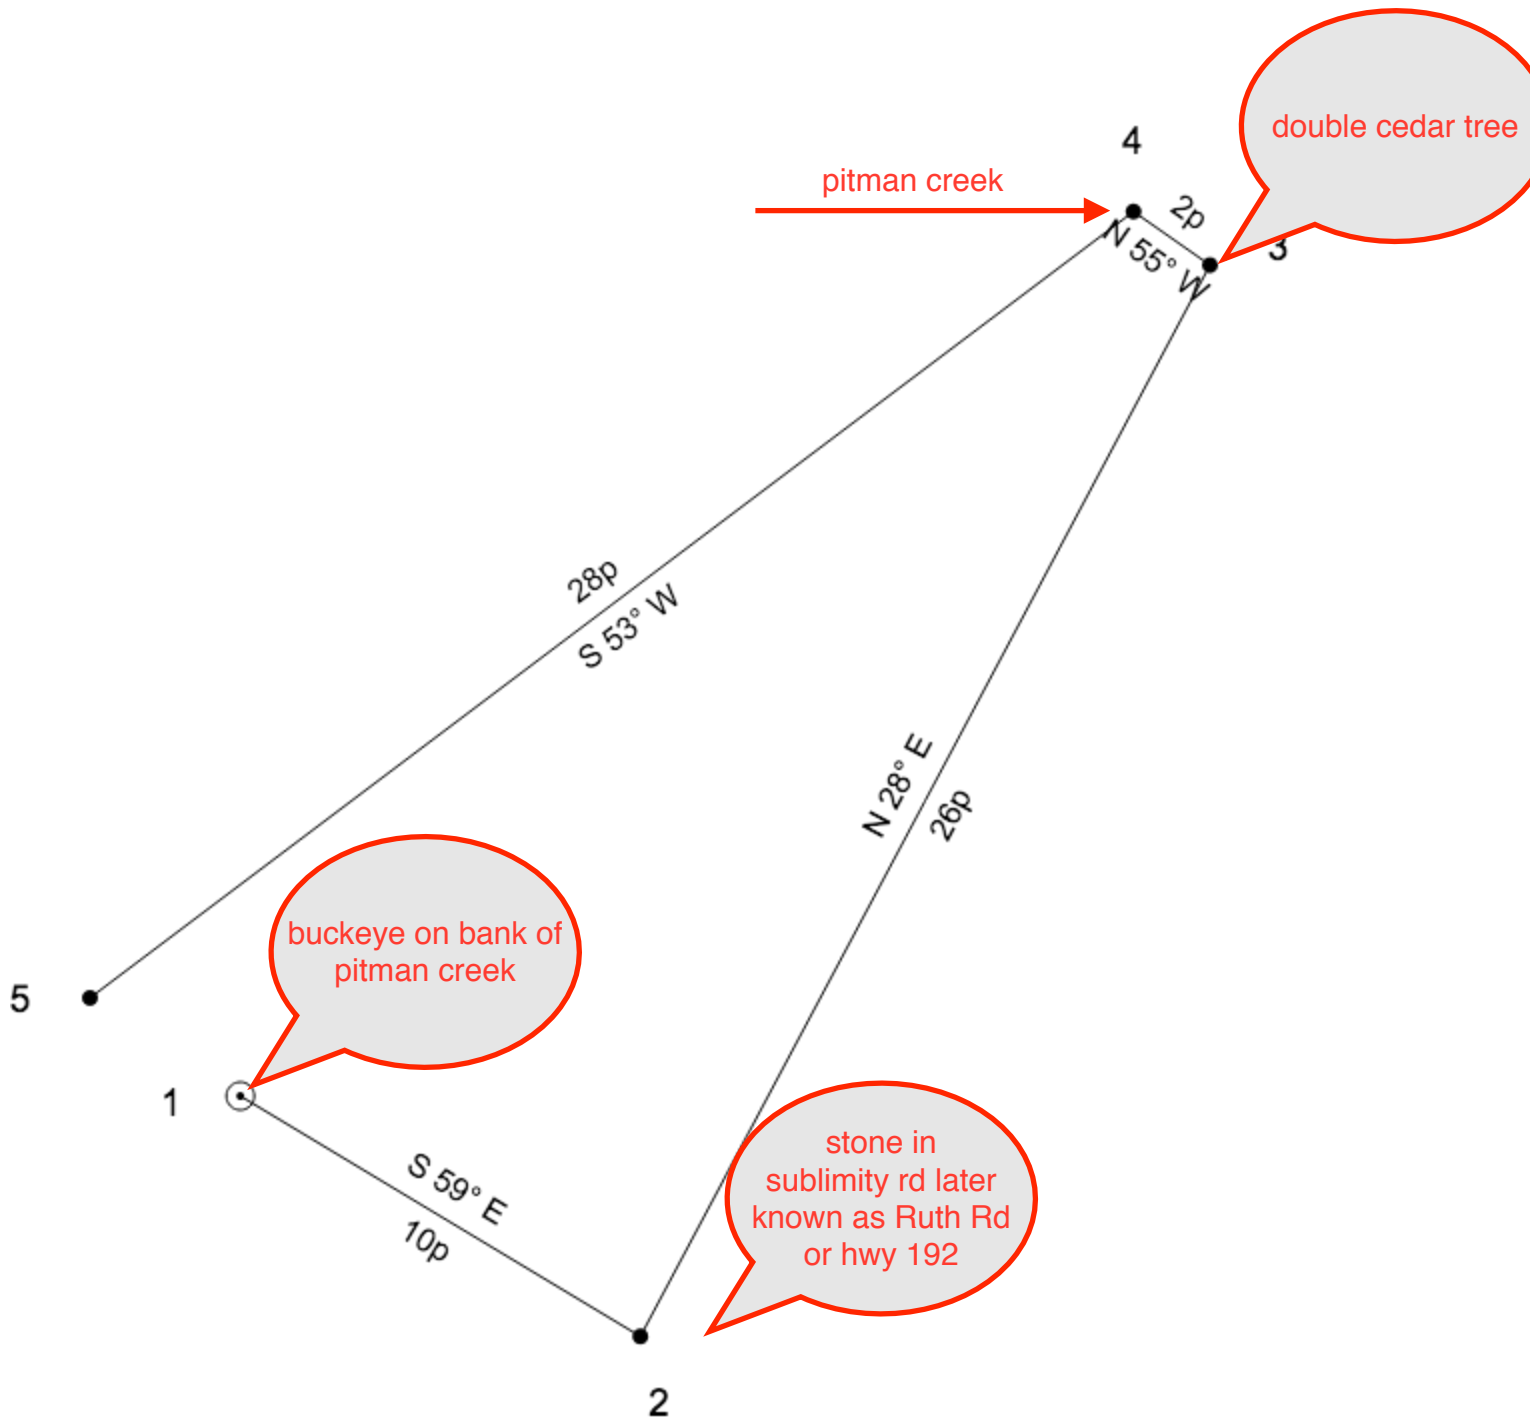 double cedar tree
4
pitman creek
2p
N 55° W
3
28p
S 53° W
N 28° E
26p
buckeye on bank of
pitman creek
5
1
stone in
sublimity rd later
known as Ruth Rd
or hwy 192
S 59° E
10p
2